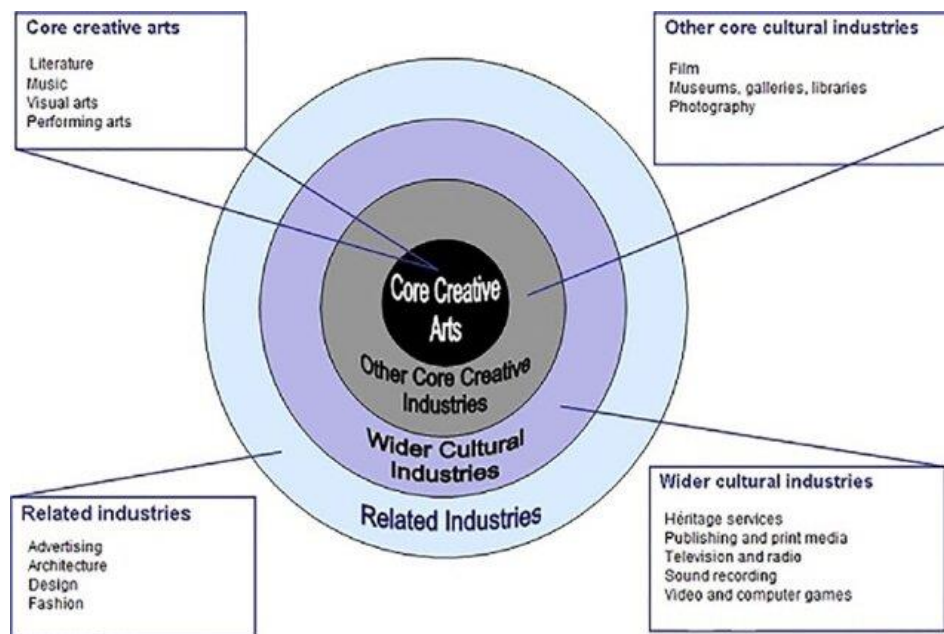 Core creative arts
Literature
Music
Visual arts
Performing arts
Other core cultural industries
Film
Museums, galleries, libraries
Photography
Core Creative
Arts
Other Core Creative
Industries
Wider Cultural
Industries
Related Industries
Related industries
Advertising
Architecture
Design
Fashion
Wider cultural industries
Héritage services
Publishing and print media
Television and radio
Sound recording
Video and computer games